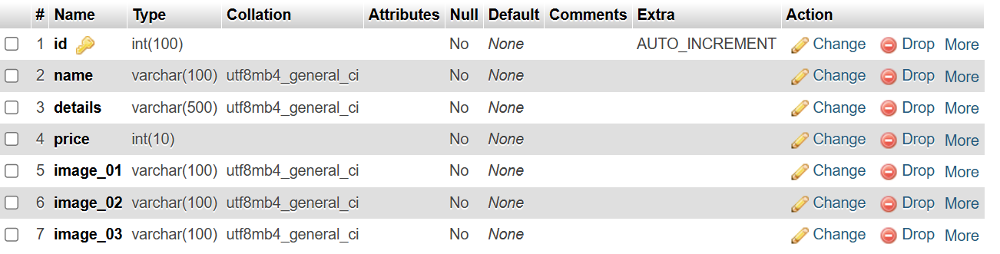 # Name Type Collation Attributes Null Default Comments Extra Action
1 id int(100) No None AUTO_INCREMENT Change Drop More
2 name varchar(100) utf8mb4_general_ci No None Change Drop More
3 details varchar(500) utf8mb4_general_ci No None Change Drop More
4 price int(10) No None Change Drop More
5 image_01 varchar(100) utf8mb4_general_ci No None Change Drop More
6 image_02 varchar(100) utf8mb4_general_ci No None Change Drop More
7 image_03 varchar(100) utf8mb4_general_ci No None Change Drop More